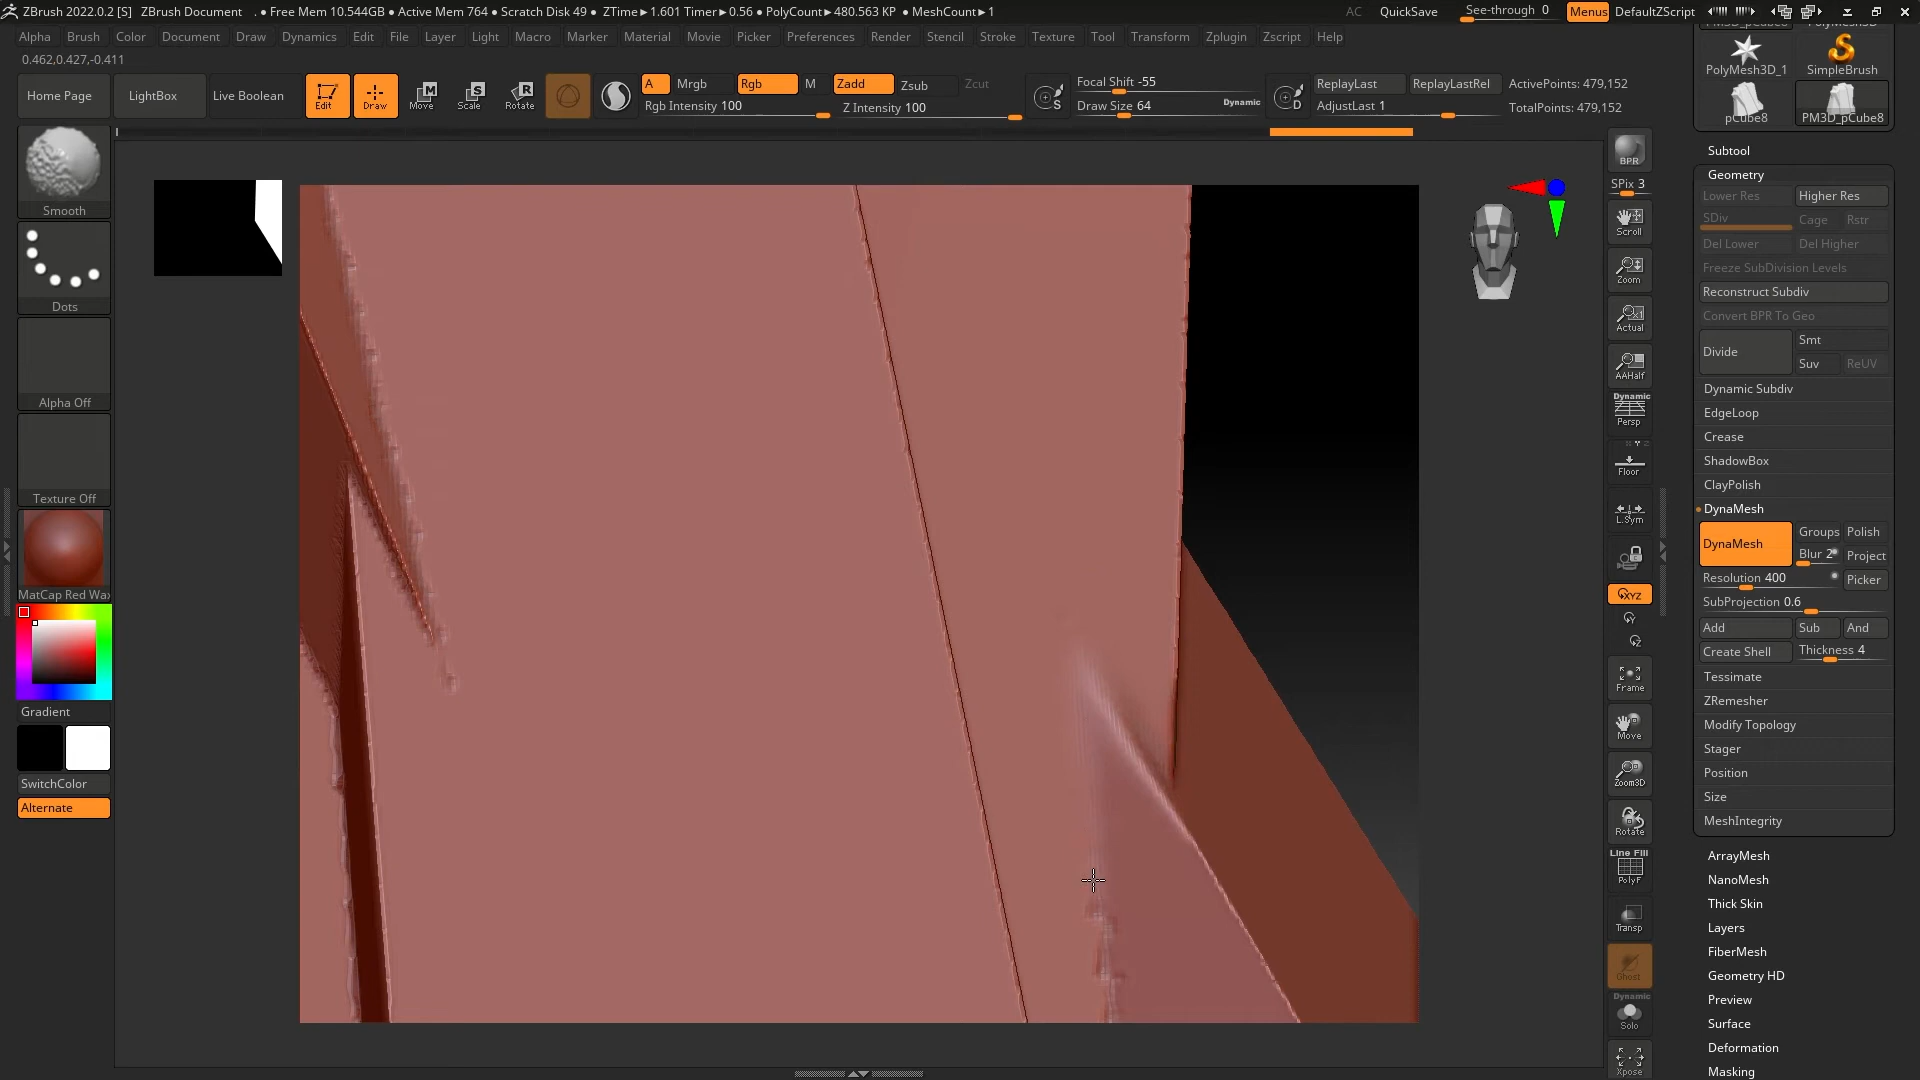 ZBrush 2022.0.2 [S] ZBrush Document . • Free Mem 10.544GB • Active Mem 764 • Scratch Disk 49 • ZTime►1.601 Timer►0.56 • PolyCount►480.563 KP • MeshCount►1 AC QuickSave See-through 0 Menus DefaultZScript
Alpha Brush Color Document Draw Dynamics Edit File Layer Light Macro Marker Material Movie Picker Preferences Render Stencil Stroke Texture Tool Transform Zplugin Zscript Help
0.462,0.427,-0.411
Home Page LightBox Live Boolean Edit Draw Move Scale Rotate
A Mrgb Rgb M Zadd Zsub Zcut
Rgb Intensity 100 Z Intensity 100
S Focal Shift -55
Draw Size 64 Dynamic
D ReplayLast ReplayLastRel ActivePoints: 479,152
AdjustLast 1 TotalPoints: 479,152
Smooth
Dots
Alpha Off
Texture Off
MatCap Red Wax
Gradient
SwitchColor
Alternate
BPR
SPix 3
Scroll
Zoom
Actual
AAHalf
Dynamic
Persp
Floor
L.Sym
XYZ
Y
Z
Frame
Move
Zoom3D
Rotate
Line Fill
PolyF
Transp
Ghost
Dynamic
Solo
Xpose
PolyMesh3D_1 SimpleBrush
pCube8 PM3D_pCube8
Subtool
Geometry
Lower Res Higher Res
SDiv Cage Rstr
Del Lower Del Higher
Freeze SubDivision Levels
Reconstruct Subdiv
Convert BPR To Geo
Divide Smt
Suv ReUV
Dynamic Subdiv
EdgeLoop
Crease
ShadowBox
ClayPolish
DynaMesh
DynaMesh Groups Polish
Blur 2 Project
Resolution 400 Picker
SubProjection 0.6
Add Sub And
Create Shell Thickness 4
Tessimate
ZRemesher
Modify Topology
Stager
Position
Size
MeshIntegrity
ArrayMesh
NanoMesh
Thick Skin
Layers
FiberMesh
Geometry HD
Preview
Surface
Deformation
Masking